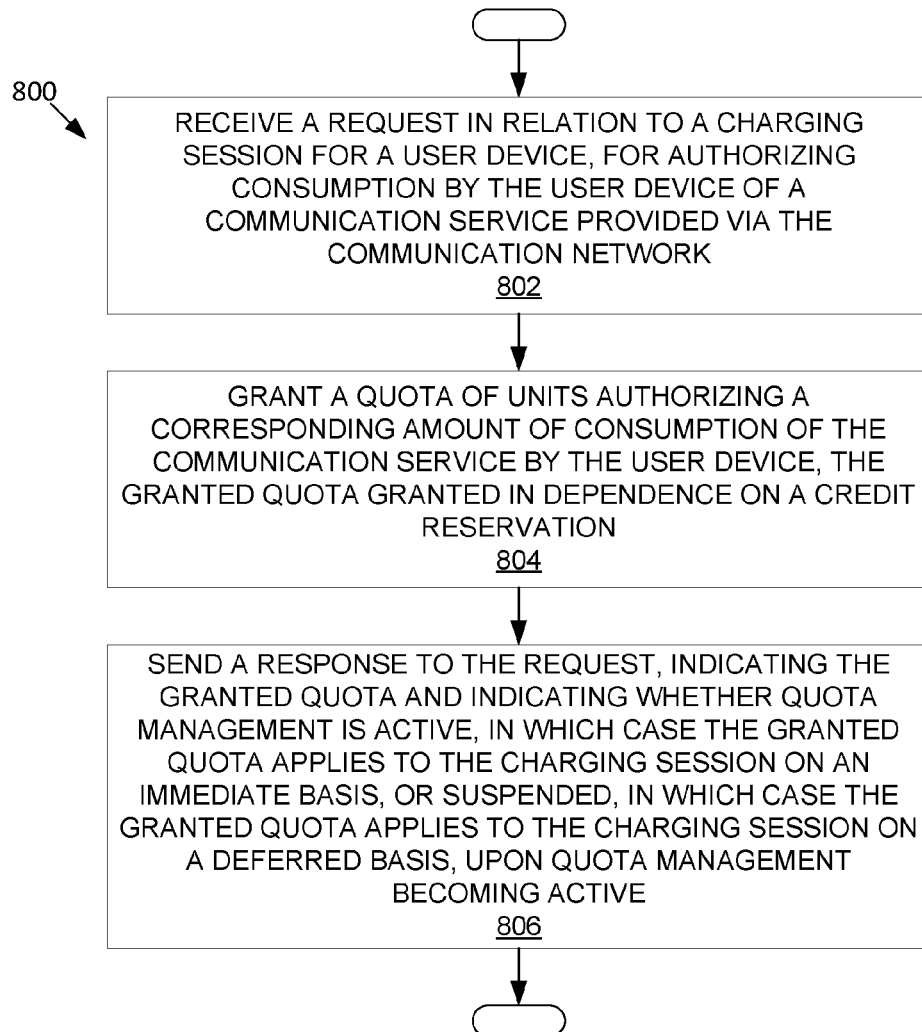 800
RECEIVE A REQUEST IN RELATION TO A CHARGING
SESSION FOR A USER DEVICE, FOR AUTHORIZING
CONSUMPTION BY THE USER DEVICE OF A
COMMUNICATION SERVICE PROVIDED VIA THE
COMMUNICATION NETWORK
802
GRANT A QUOTA OF UNITS AUTHORIZING A
CORRESPONDING AMOUNT OF CONSUMPTION OF THE
COMMUNICATION SERVICE BY THE USER DEVICE, THE
GRANTED QUOTA GRANTED IN DEPENDENCE ON A CREDIT
RESERVATION
804
SEND A RESPONSE TO THE REQUEST, INDICATING THE
GRANTED QUOTA AND INDICATING WHETHER QUOTA
MANAGEMENT IS ACTIVE, IN WHICH CASE THE GRANTED
QUOTA APPLIES TO THE CHARGING SESSION ON AN
IMMEDIATE BASIS, OR SUSPENDED, IN WHICH CASE THE
GRANTED QUOTA APPLIES TO THE CHARGING SESSION ON
A DEFERRED BASIS, UPON QUOTA MANAGEMENT
BECOMING ACTIVE
806